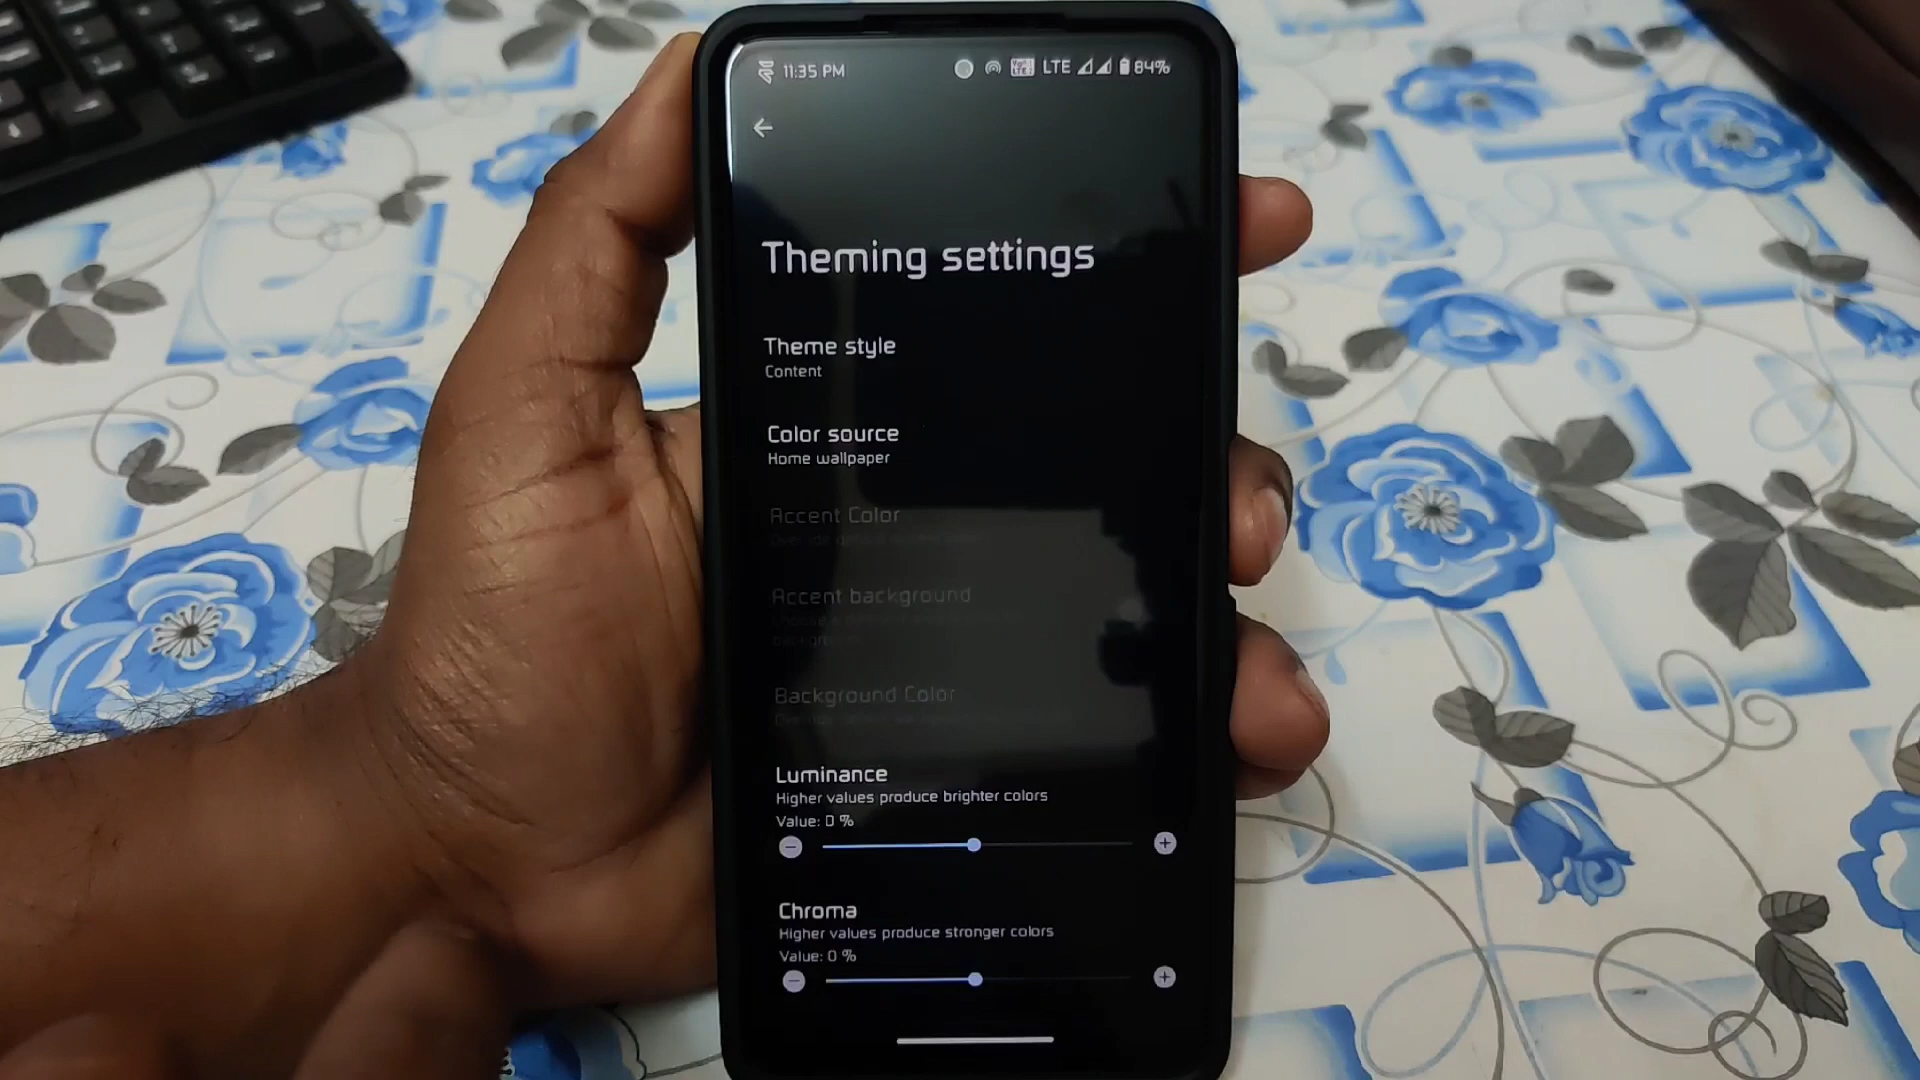 11:35 PM LTE 84%
Theming settings
Theme style
Content
Color source
Home wallpaper
Accent Color
Accent background
background
Background Color
Luminance
Higher values produce brighter colors
Value: 0 %
Chroma
Higher values produce stronger colors
Value: 0 %